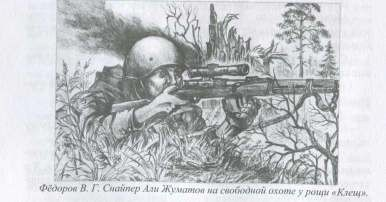 Фёдоров В. Г. Снайпер Али Жуматов на свободной охоте у рощи «Клещ».